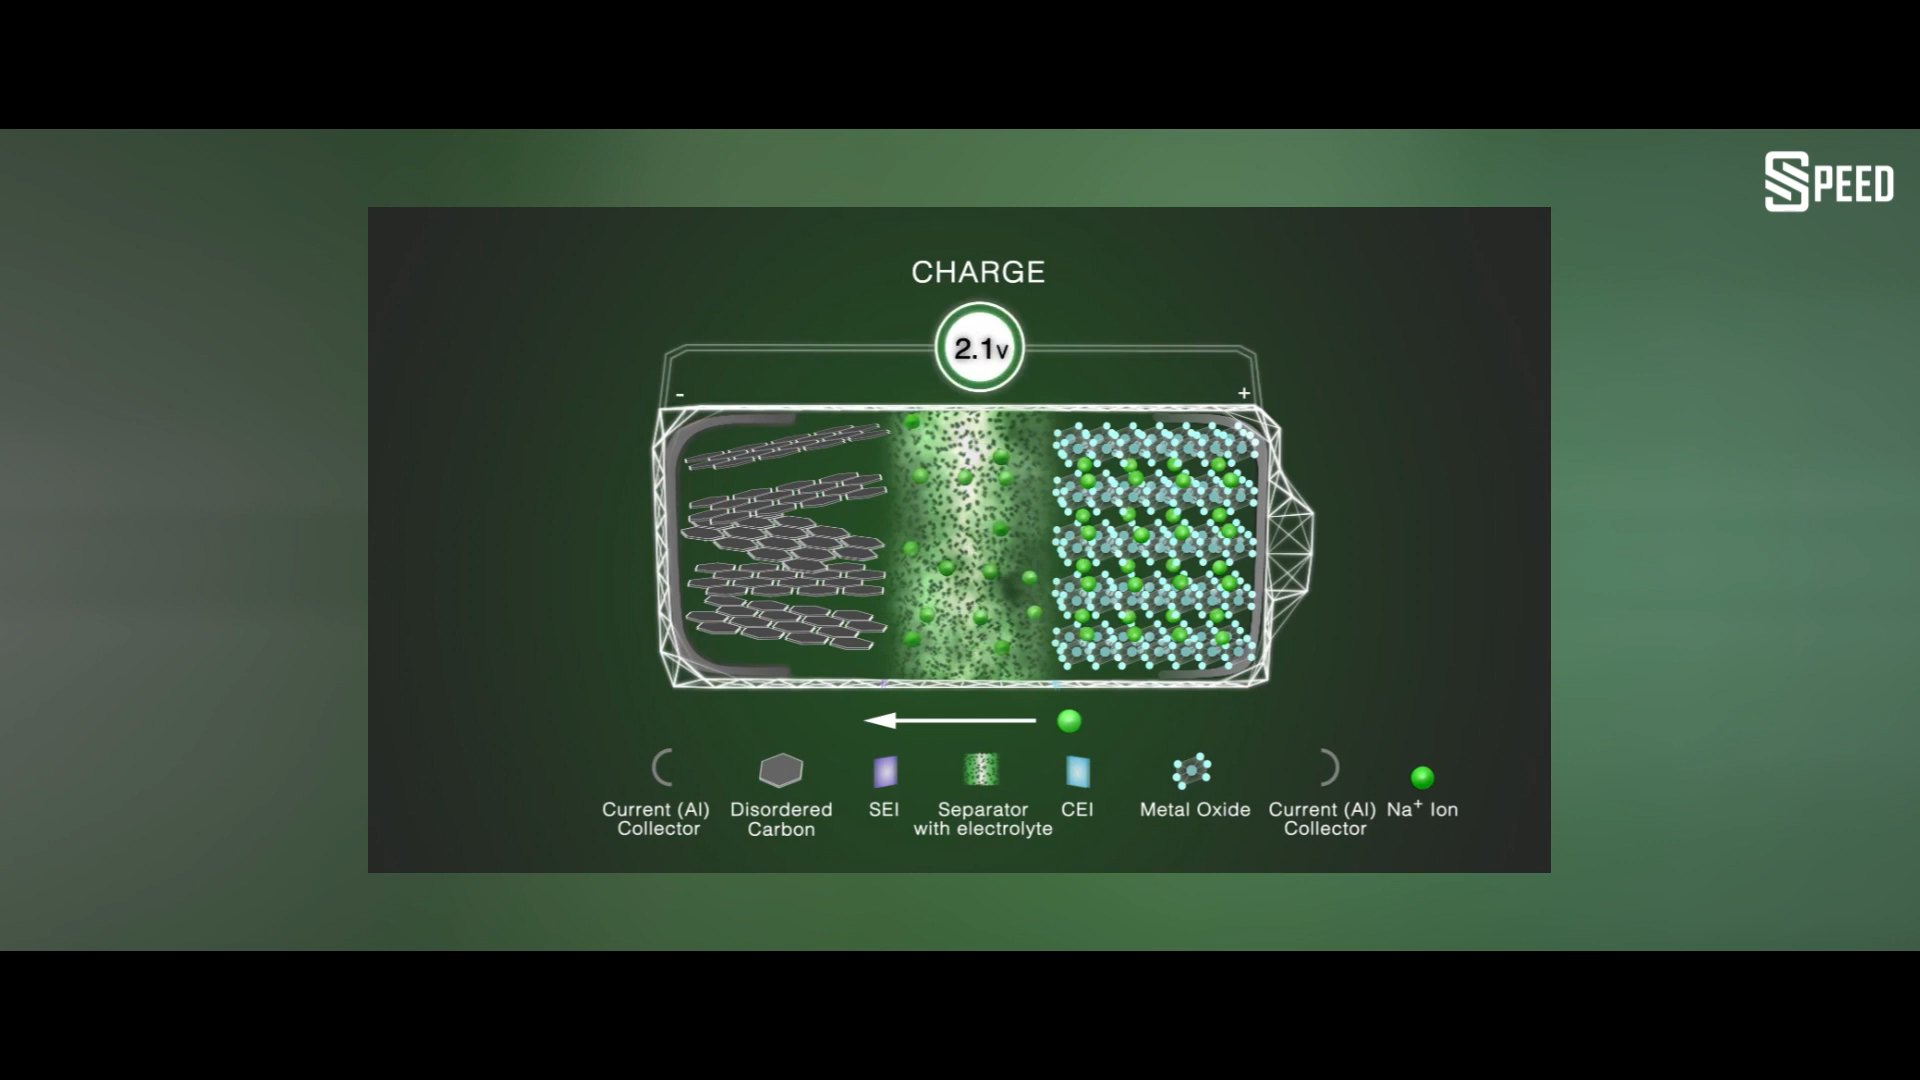 SPEED
CHARGE
2.1v
- +
Current (Al) Disordered SEI Separator CEI Metal Oxide Current (Al) Na⁺ Ion
Collector Carbon with electrolyte Collector